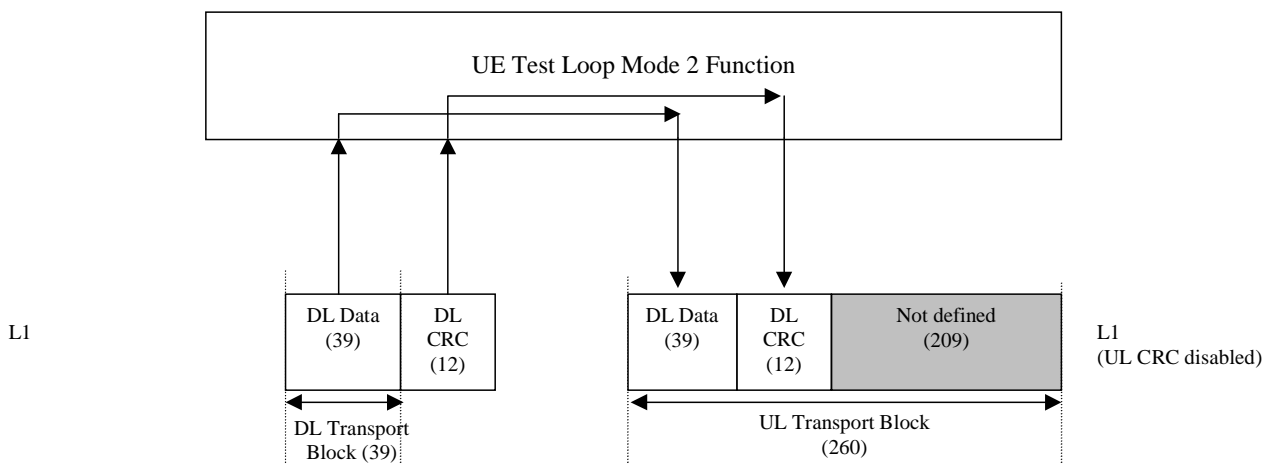 UE Test Loop Mode 2 Function
L1
DL Data
(39)
DL
CRC
(12)
DL Transport
Block (39)
DL Data
(39)
DL
CRC
(12)
Not defined
(209)
UL Transport Block
(260)
L1
(UL CRC disabled)